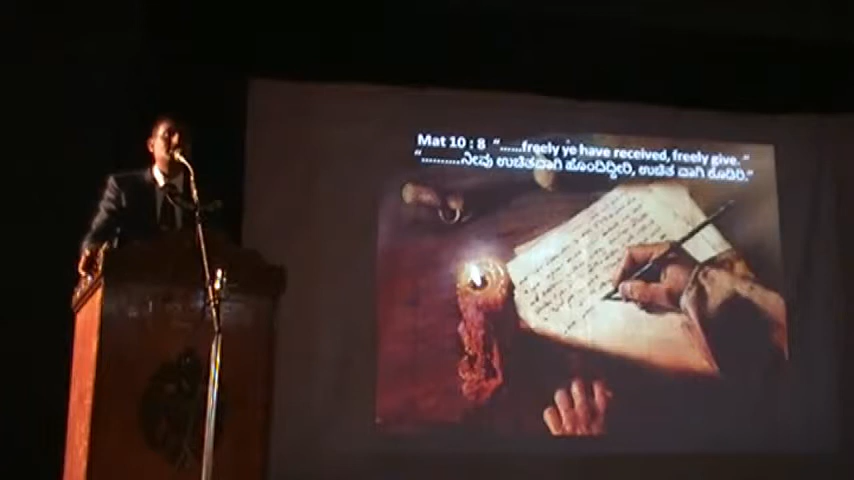 Mat 10 : 8 "......freely ye have received, freely give. "
"..........ನೀವು ಉಚಿತವಾಗಿ ಹೊಂದಿದ್ದೀರಿ, ಉಚಿತ ವಾಗಿ ಕೊಡಿರಿ."